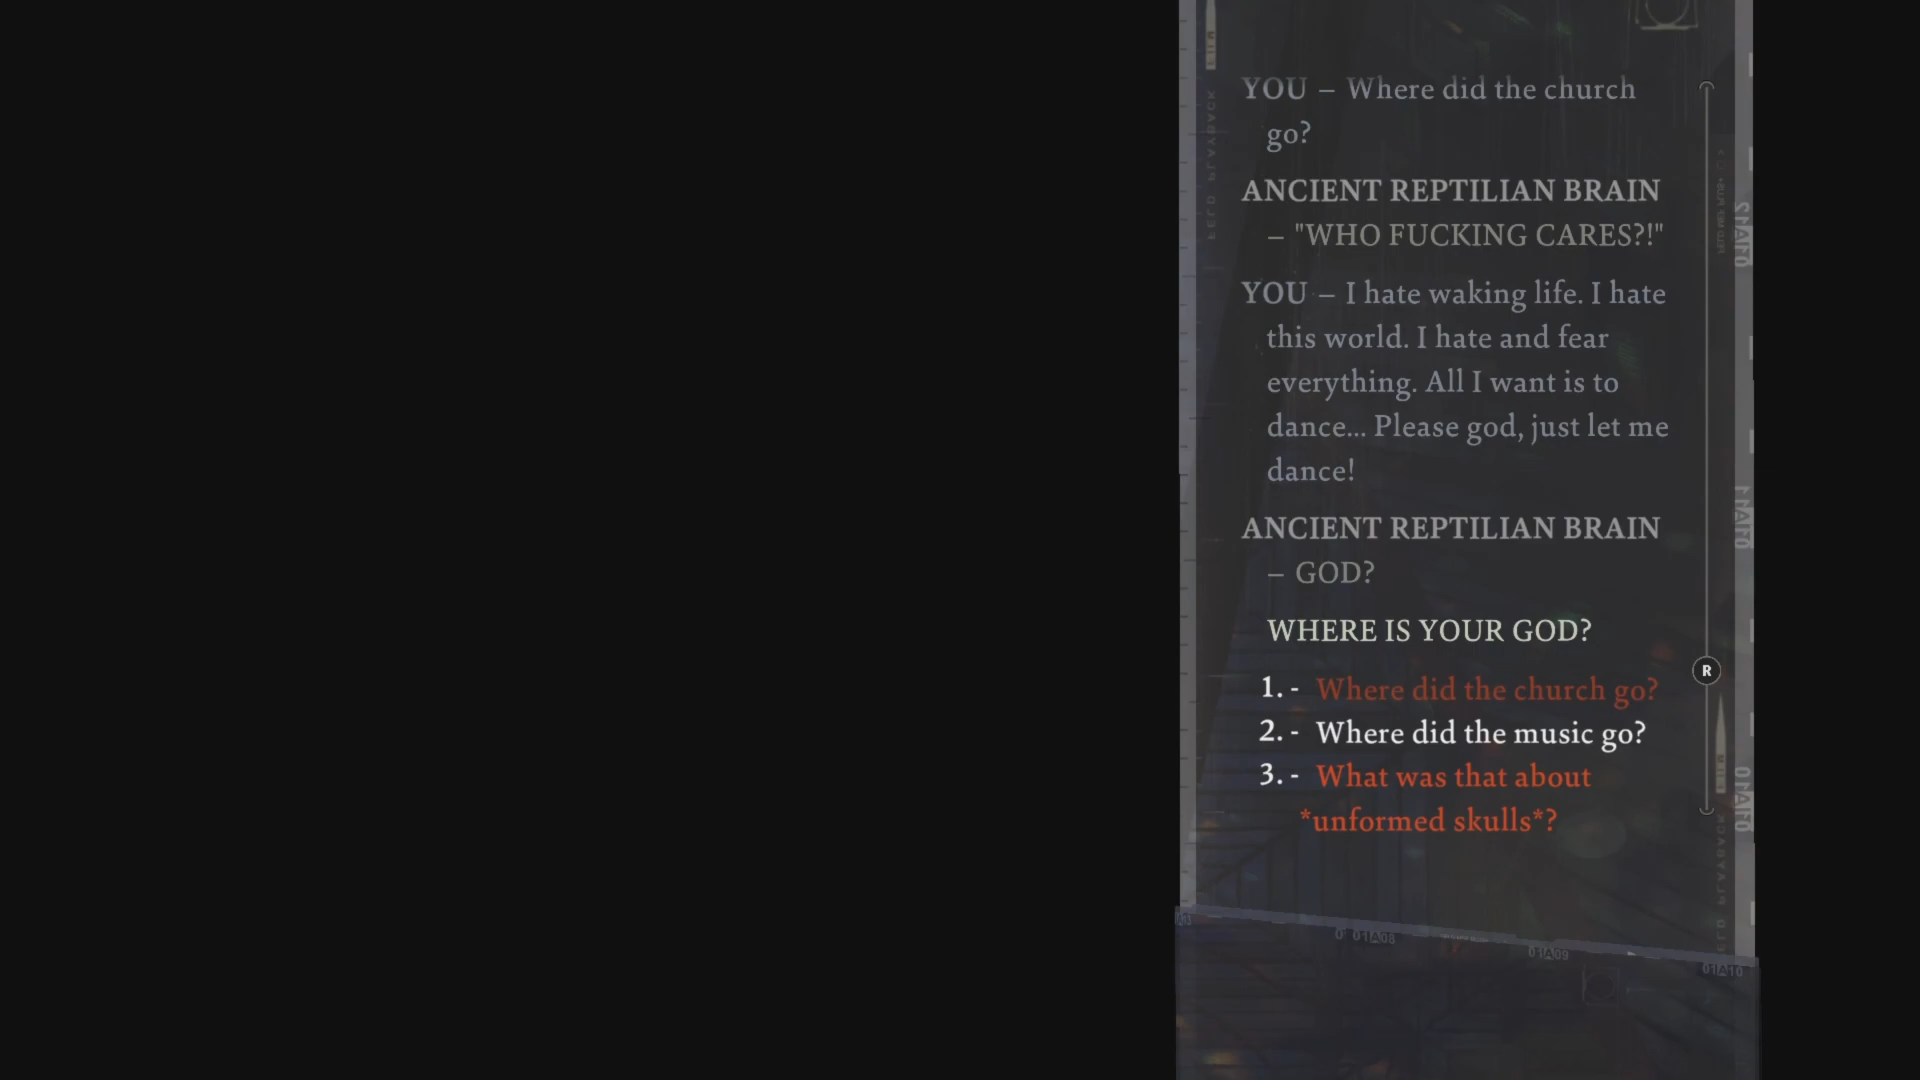 YOU – Where did the church
go?
ANCIENT REPTILIAN BRAIN
– "WHO FUCKING CARES?!"
YOU – I hate waking life. I hate
this world. I hate and fear
everything. All I want is to
dance... Please god, just let me
dance!
ANCIENT REPTILIAN BRAIN
– GOD?
WHERE IS YOUR GOD?
1. - Where did the church go?
2. - Where did the music go?
3. - What was that about
*unformed skulls*?
R
01A08
01A09
01A10